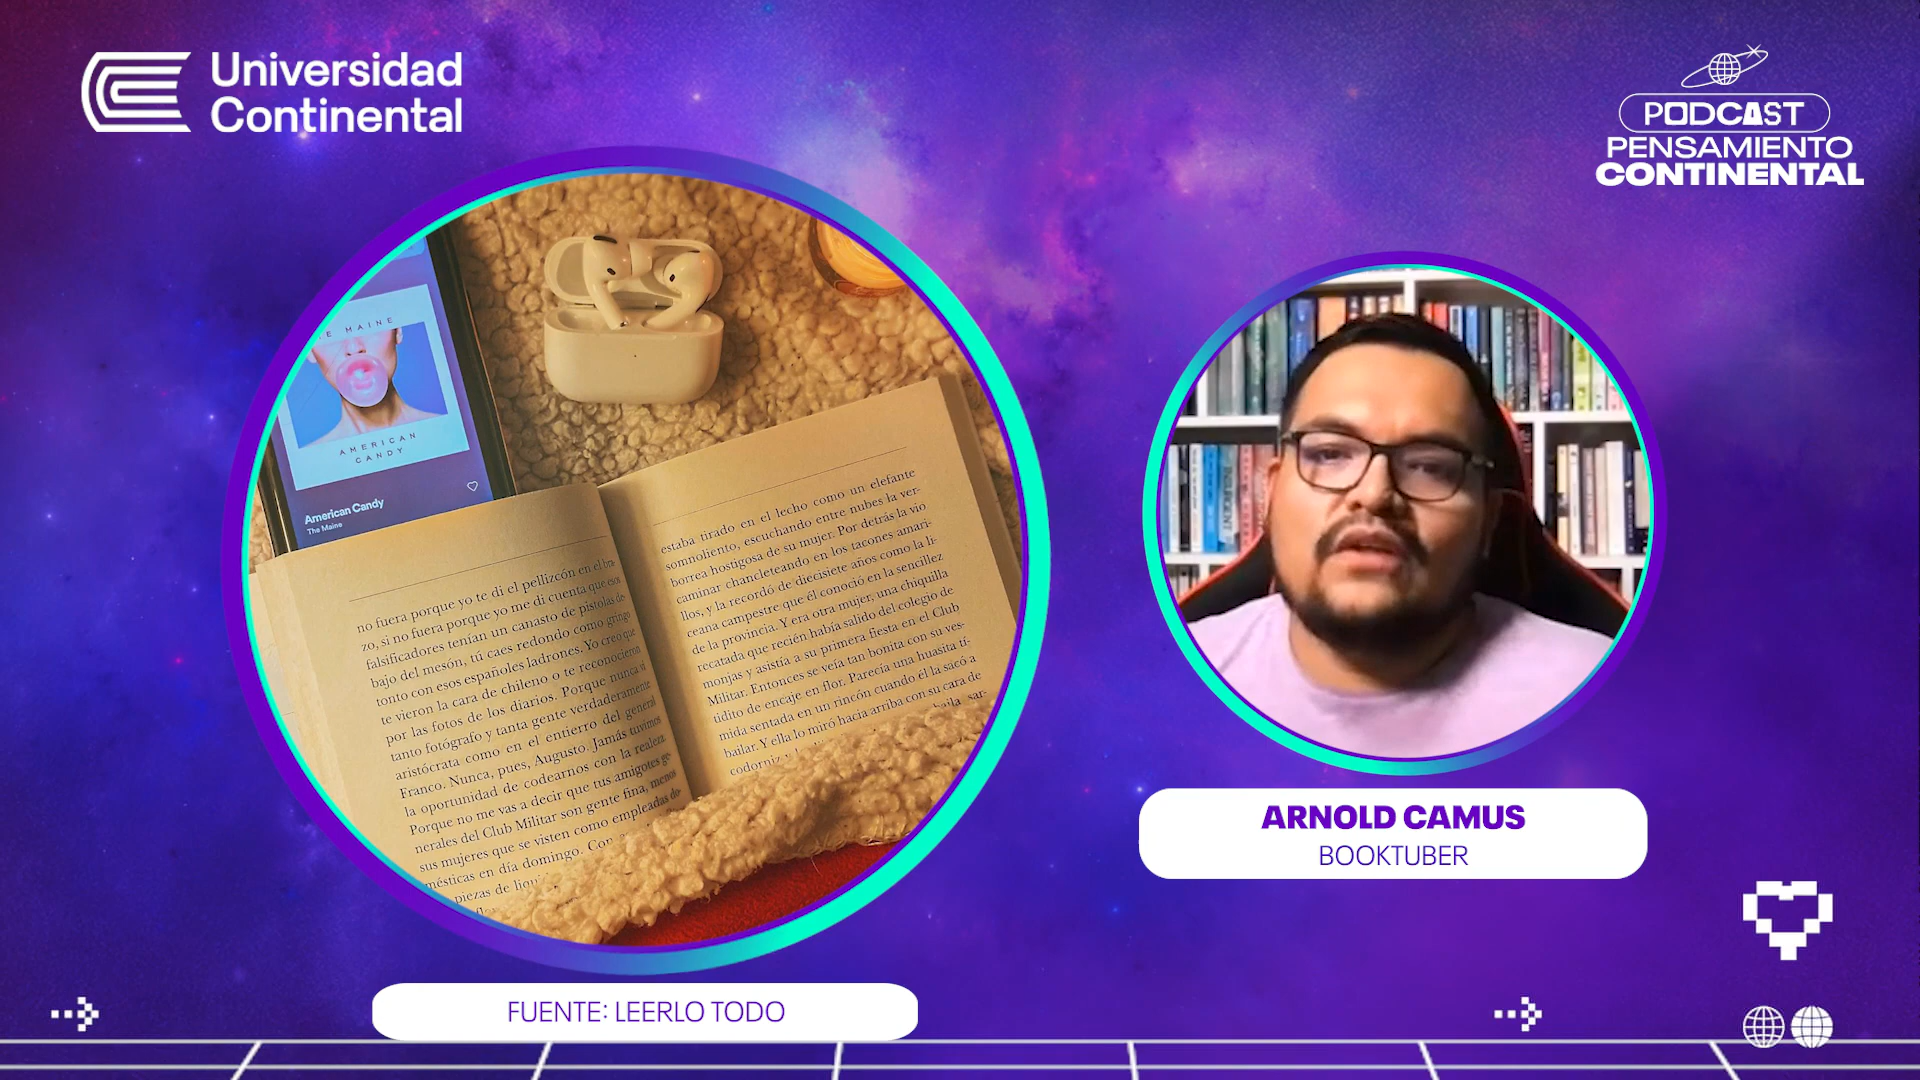 Universidad
Continental
PODCAST
PENSAMIENTO
CONTINENTAL
E MAINE
AMERICAN
CANDY
American Candy
The Maine
no fuera porque yo te di el pellizcón en el bra-
zo, si no fuera porque yo me di cuenta que esos
falsificadores tenían un canasto de pistolas de-
bajo del mesón, tú caes redondo como gringo
tonto con esos españoles ladrones. Yo creo que
te vieron la cara de chileno o te reconocieron
por las fotos de los diarios. Porque nunca vi
tanto fotógrafo y tanta gente verdaderamente
aristócrata como en el entierro del general
Franco. Nunca, pues, Augusto. Jamás tuvimos
la oportunidad de codearnos con la realeza
Porque no me vas a decir que tus amigotes ge-
nerales del Club Militar son gente fina, menos
sus mujeres que se visten como empleadas do-
mésticas en día domingo. Con
piezas de
estaba tirado en el lecho como un elefante
somnoliento, escuchando entre nubes la ver-
borrea hostigosa de su mujer. Por detrás la vio
caminar chancleteando en los tacones amari-
llos, y la recordó de diecisiete años como la li-
ceana campestre que él conoció en la sencillez
de la provincia. Y era otra mujer, una chiquilla
recatada que recién había salido del colegio de
monjas y asistía a su primera fiesta en el Club
Militar. Entonces se veía tan bonita con su ves-
tidito de encaje en flor. Parecía una huasita tí-
mida sentada en un rincón cuando él la sacó a
bailar. Y ella lo miró hacia arriba con su cara de
codorniz
baila
ARNOLD CAMUS
BOOKTUBER
FUENTE: LEERLO TODO